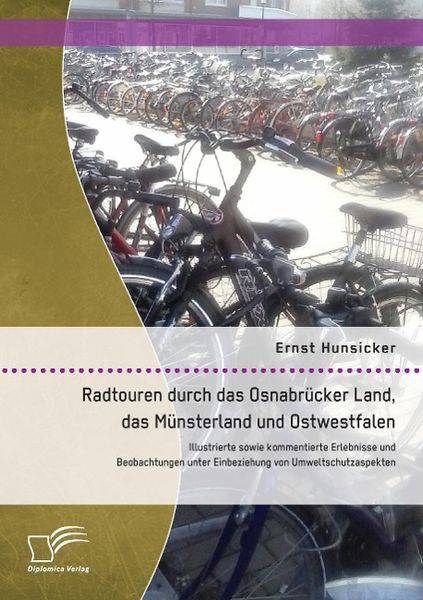 Ernst Hunsicker
Radtouren durch das Osnabrücker Land,
das Münsterland und Ostwestfalen
Illustrierte sowie kommentierte Erlebnisse und
Beobachtungen unter Einbeziehung von Umweltschutzaspekten
Diplomica Verlag